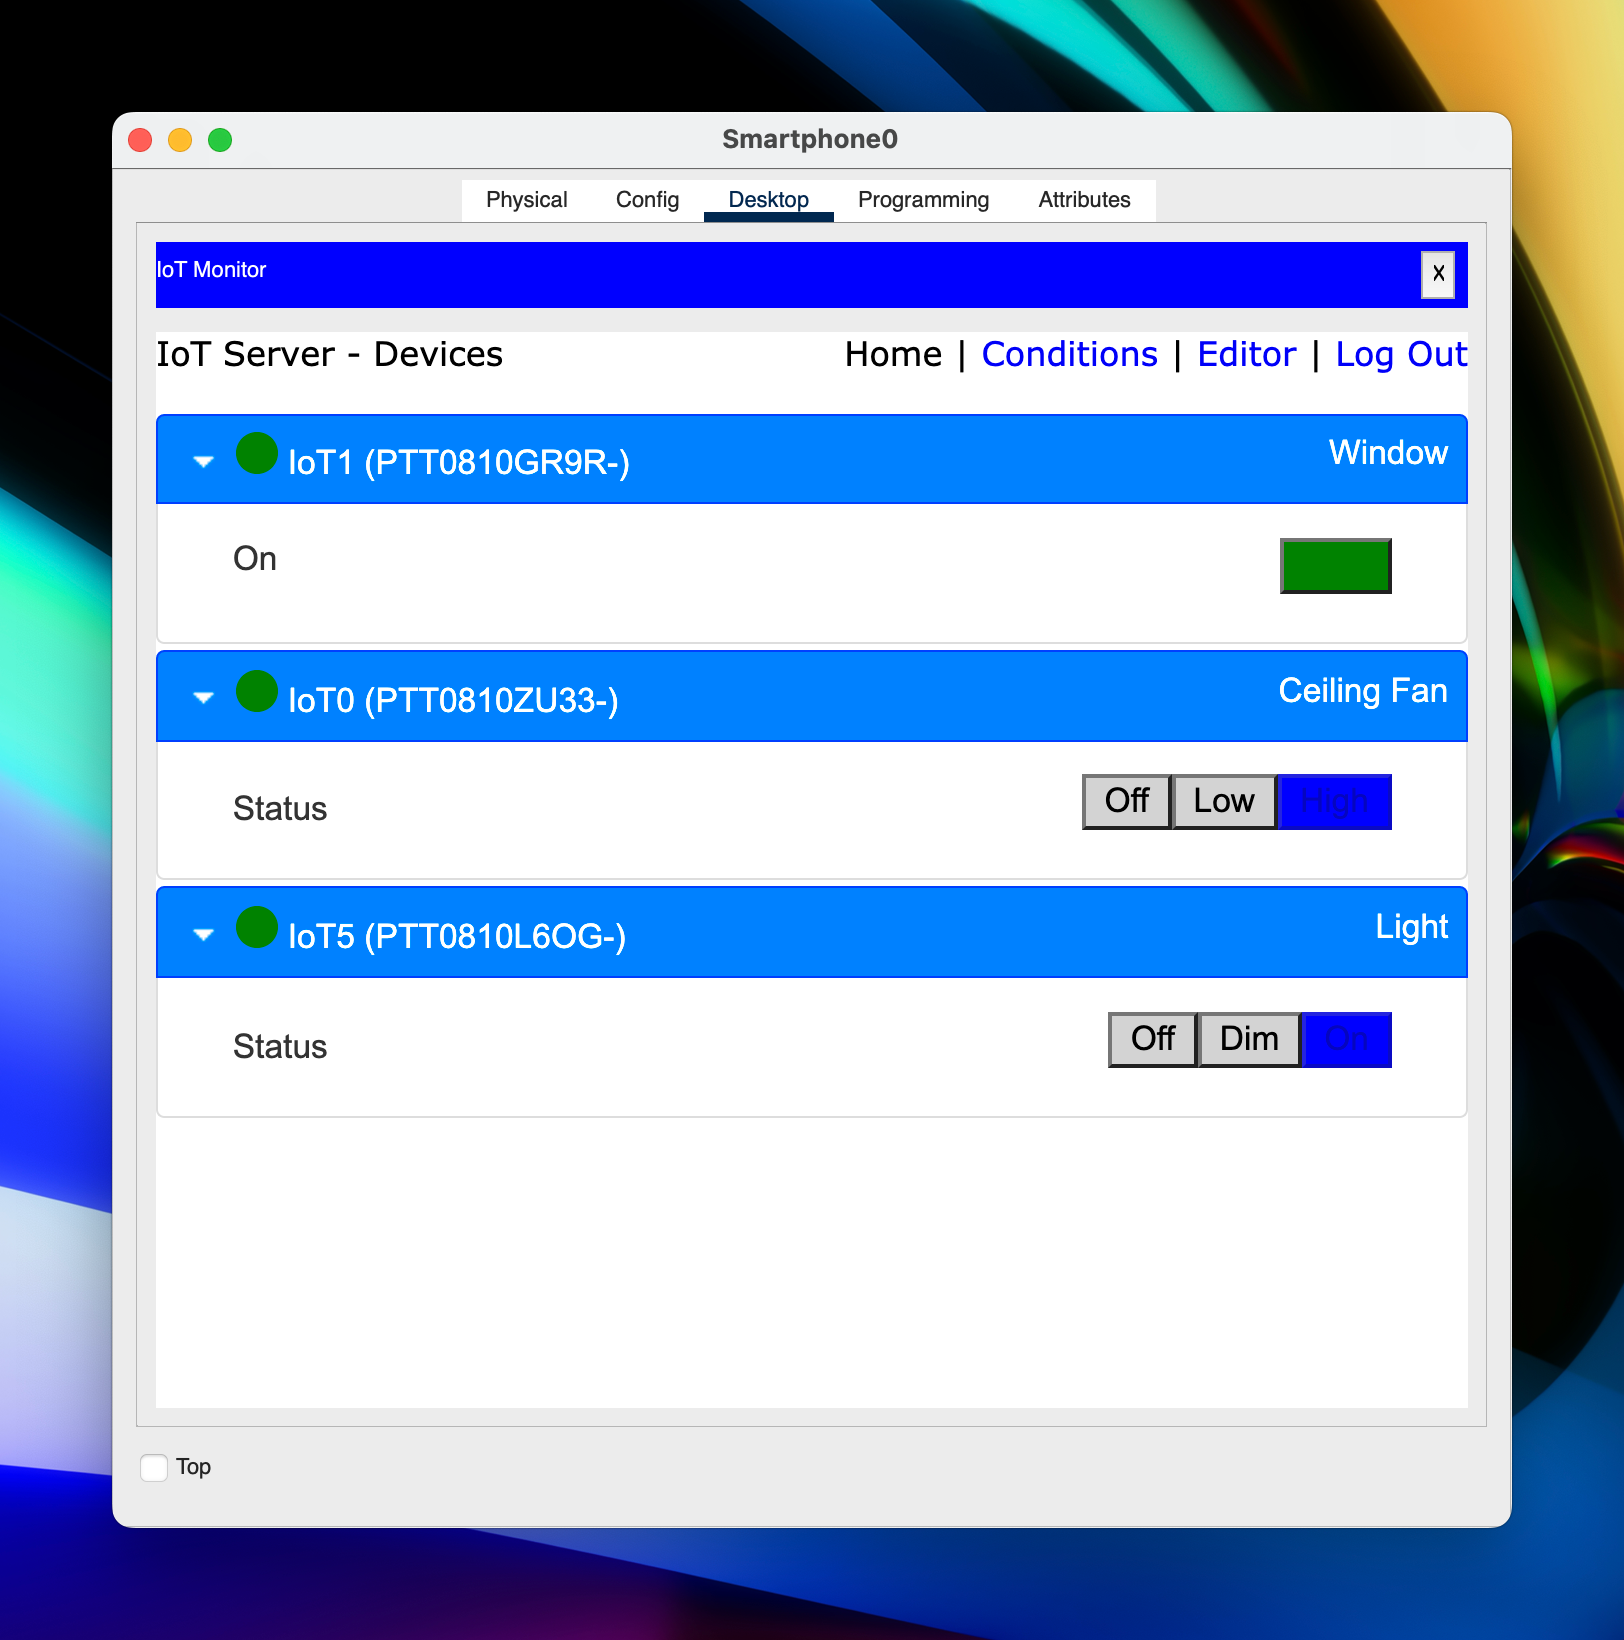 Smartphone0
Physical Config Desktop Programming Attributes
IoT Monitor
X
IoT Server - Devices Home | Conditions | Editor | Log Out
IoT1 (PTT0810GR9R-) Window
On
IoT0 (PTT0810ZU33-) Ceiling Fan
Status Off Low High
IoT5 (PTT0810L6OG-) Light
Status Off Dim On
Top